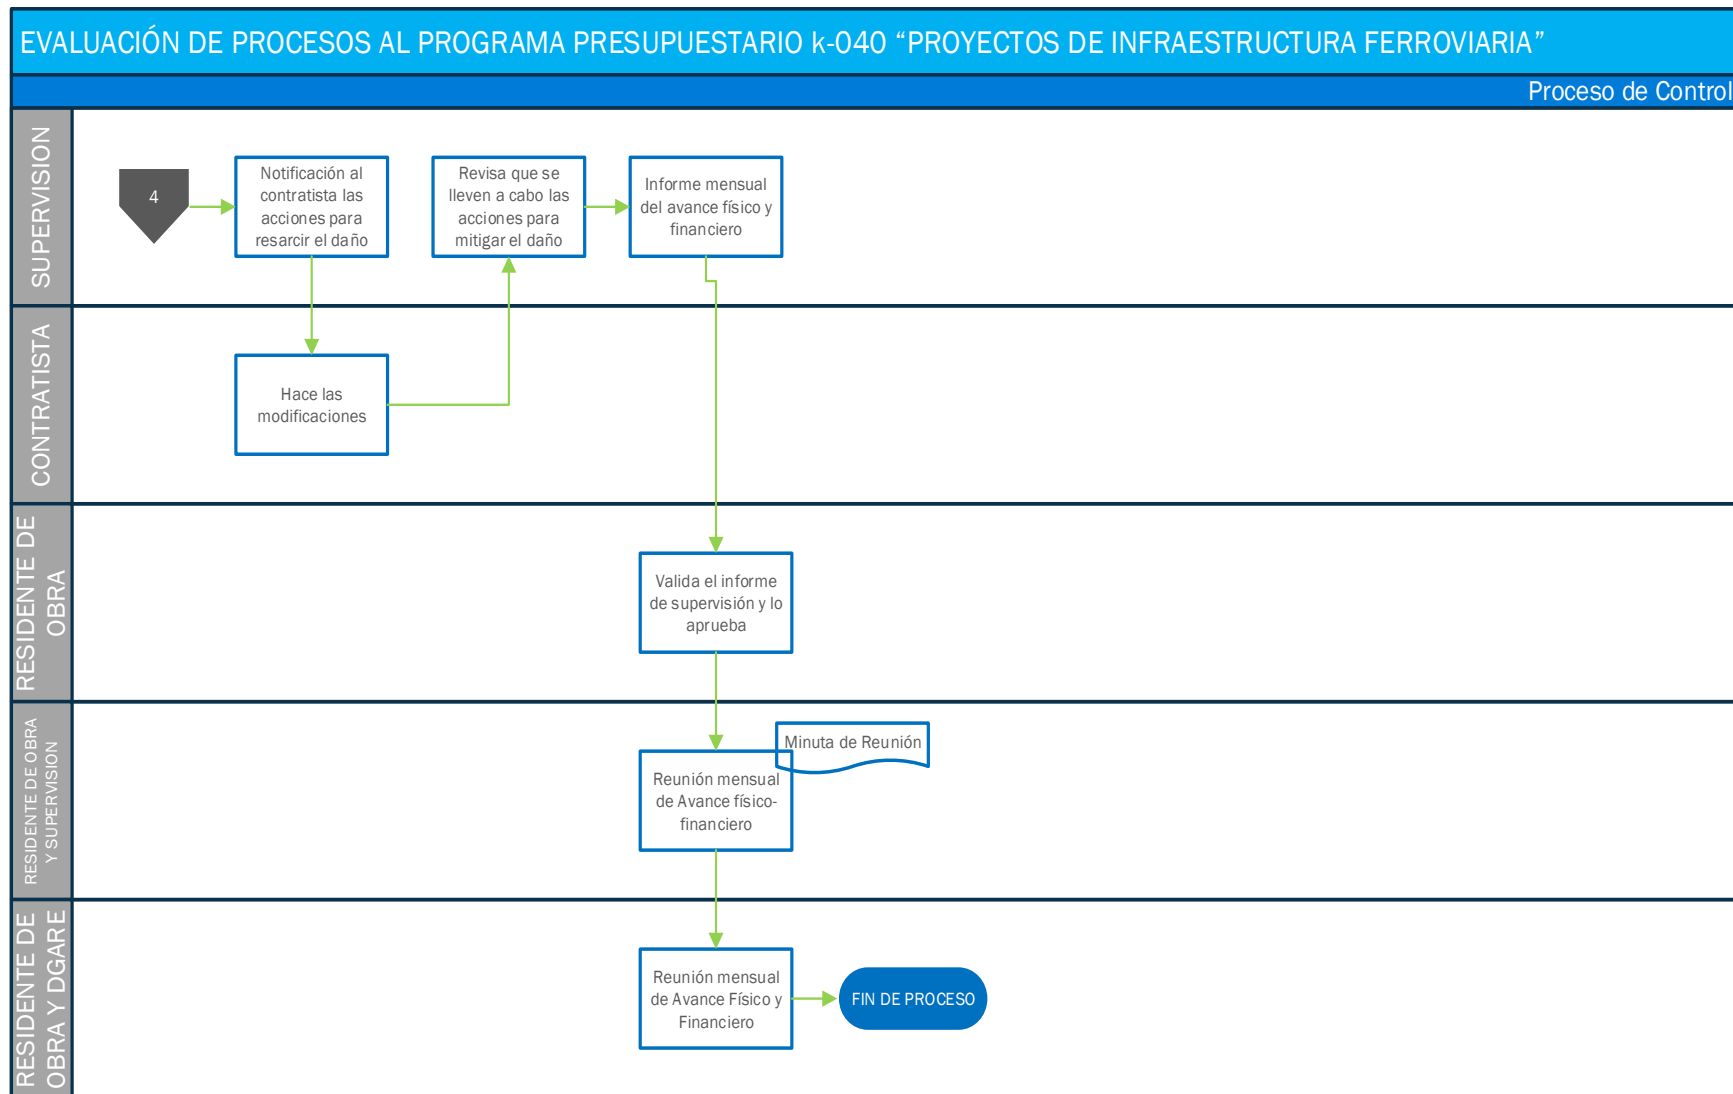 EVALUACIÓN DE PROCESOS AL PROGRAMA PRESUPUESTARIO k-040 “PROYECTOS DE INFRAESTRUCTURA FERROVIARIA”
Proceso de Control
SUPERVISION
4
Notificación al
contratista las
acciones para
resarcir el daño
Revisa que se
lleven a cabo las
acciones para
mitigar el daño
Informe mensual
del avance físico y
financiero
CONTRATISTA
Hace las
modificaciones
RESIDENTE DE
OBRA
Valida el informe
de supervisión y lo
aprueba
RESIDENTE DE OBRA
Y SUPERVISION
Minuta de Reunión
Reunión mensual
de Avance físico-
financiero
RESIDENTE DE
OBRA Y DGARE
Reunión mensual
de Avance Físico y
Financiero
FIN DE PROCESO